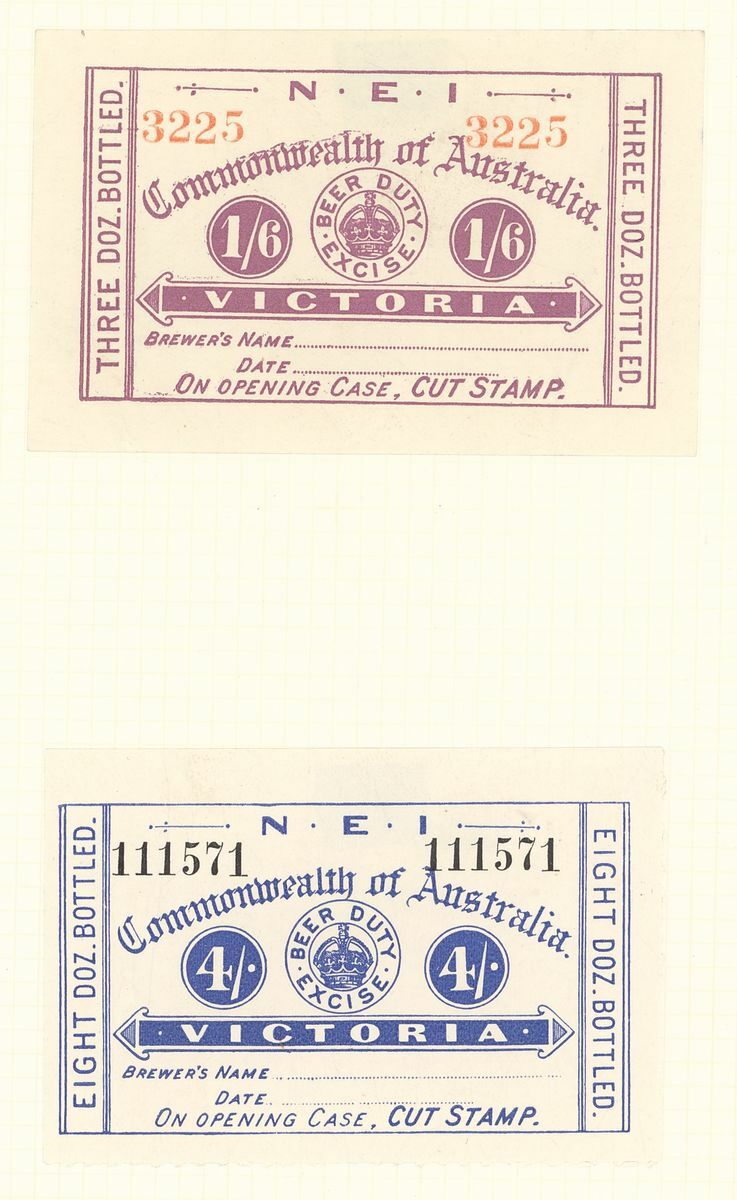 N · E · I
3225 3225
Commonwealth of Australia.
1/6 BEER DUTY 1/6
· EXCISE ·
· VICTORIA ·
BREWER'S NAME
DATE
ON OPENING CASE, CUT STAMP.
THREE DOZ. BOTTLED.
THREE DOZ. BOTTLED.
N · E · I
111571 111571
Commonwealth of Australia.
4/· BEER DUTY 4/·
· EXCISE ·
· VICTORIA ·
BREWER'S NAME
DATE
ON OPENING CASE, CUT STAMP.
EIGHT DOZ. BOTTLED.
EIGHT DOZ. BOTTLED.